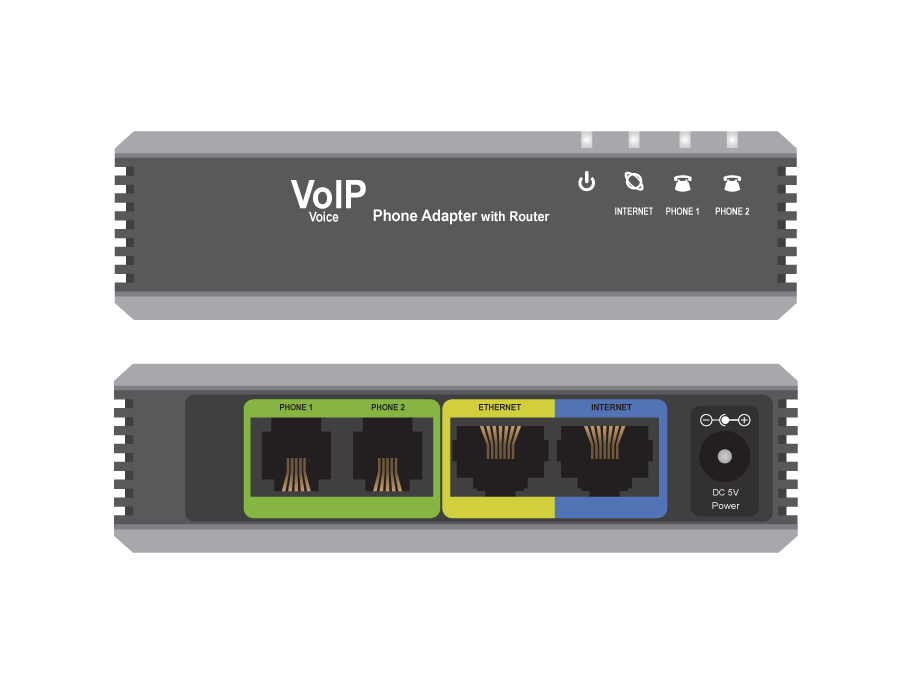 VoIP
Voice
Phone Adapter with Router
INTERNET PHONE 1 PHONE 2
PHONE 1 PHONE 2 ETHERNET INTERNET
DC 5V
Power